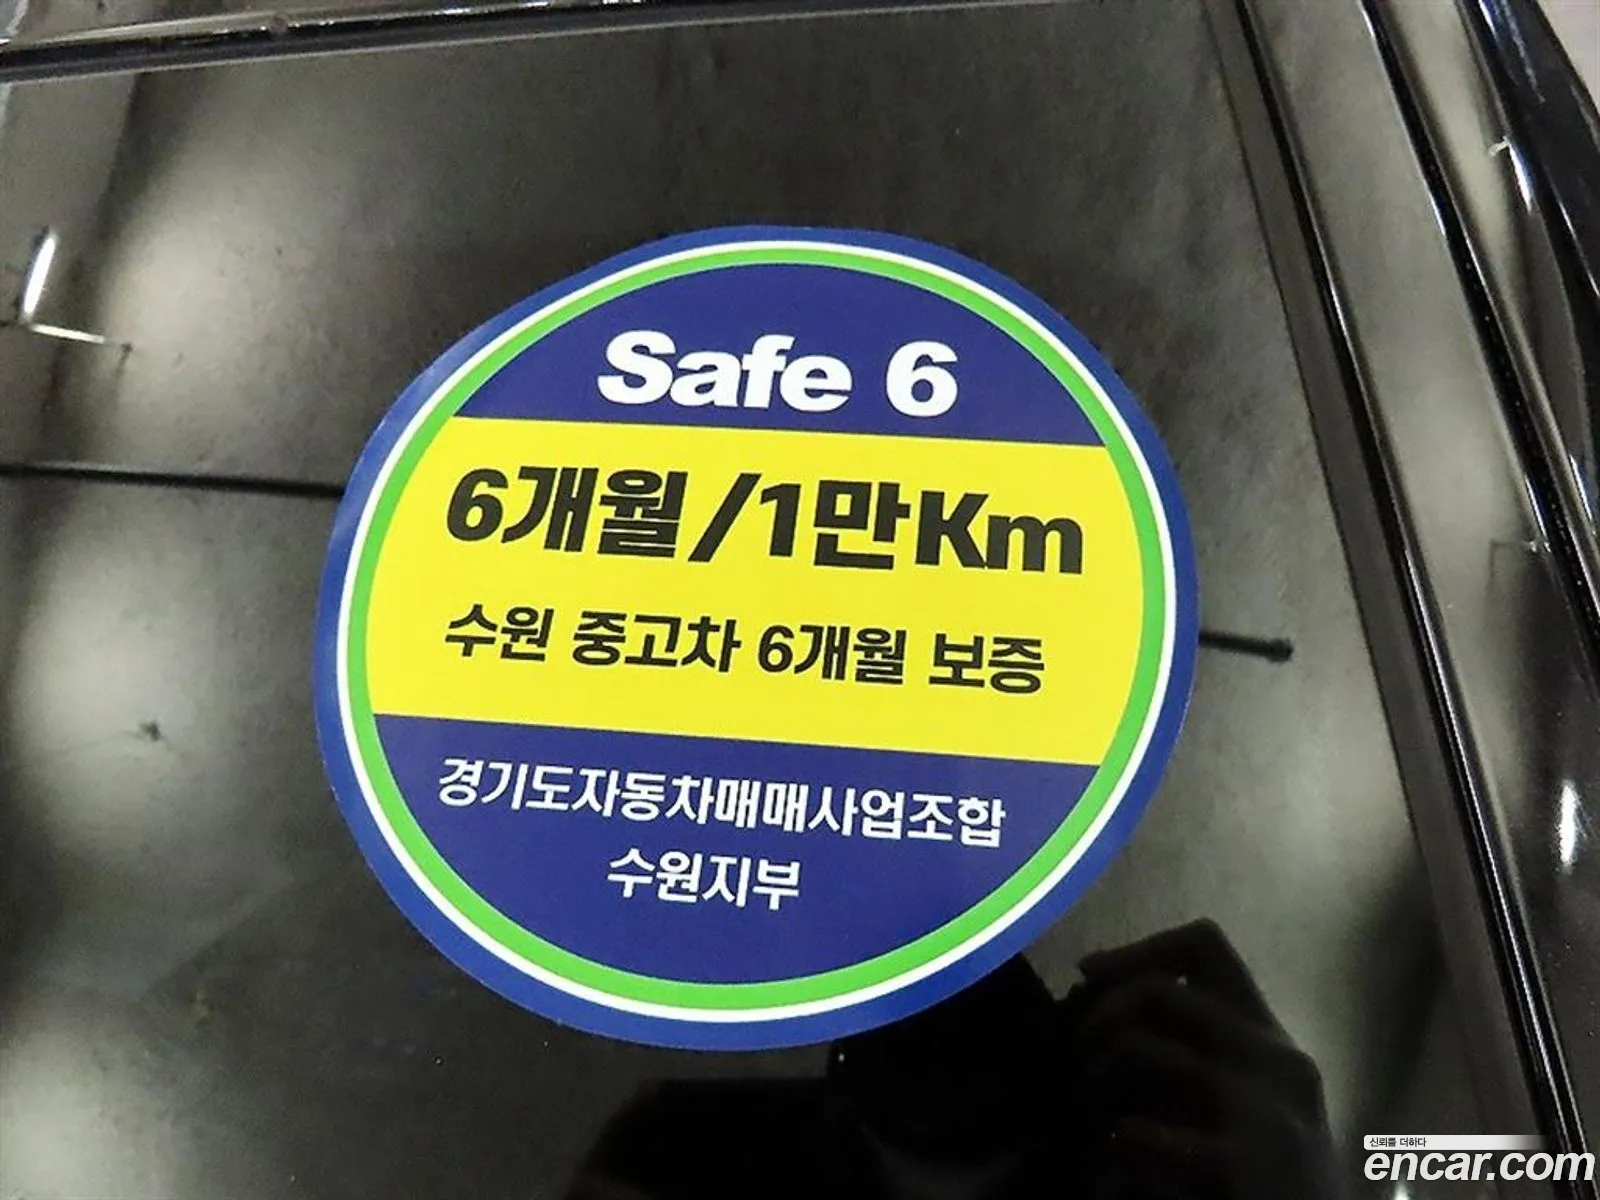 Safe 6
6개월/1만Km
수원 중고차 6개월 보증
경기도자동차매매사업조합
수원지부
신뢰를 더하다
encar.com